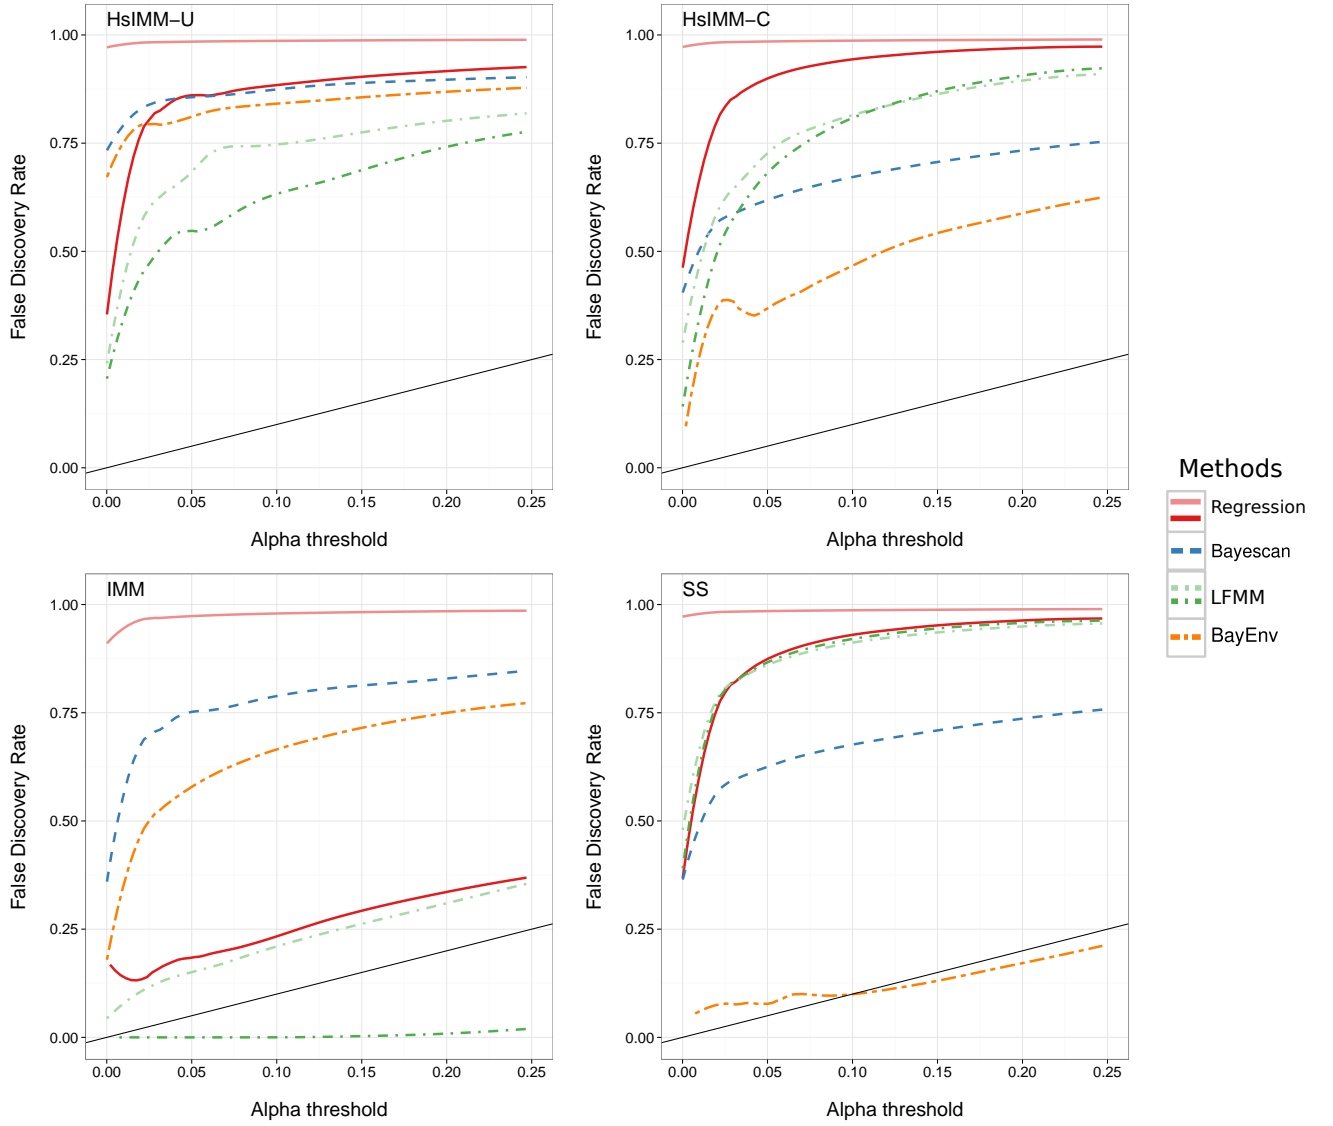 HsIMM−U
1.00
0.75
0.50
0.25
0.00
False Discovery Rate
0.00 0.05 0.10 0.15 0.20 0.25
Alpha threshold
HsIMM−C
1.00
0.75
0.50
0.25
0.00
False Discovery Rate
0.00 0.05 0.10 0.15 0.20 0.25
Alpha threshold
IMM
1.00
0.75
0.50
0.25
0.00
False Discovery Rate
0.00 0.05 0.10 0.15 0.20 0.25
Alpha threshold
SS
1.00
0.75
0.50
0.25
0.00
False Discovery Rate
0.00 0.05 0.10 0.15 0.20 0.25
Alpha threshold
Methods
Regression
Bayescan
LFMM
BayEnv